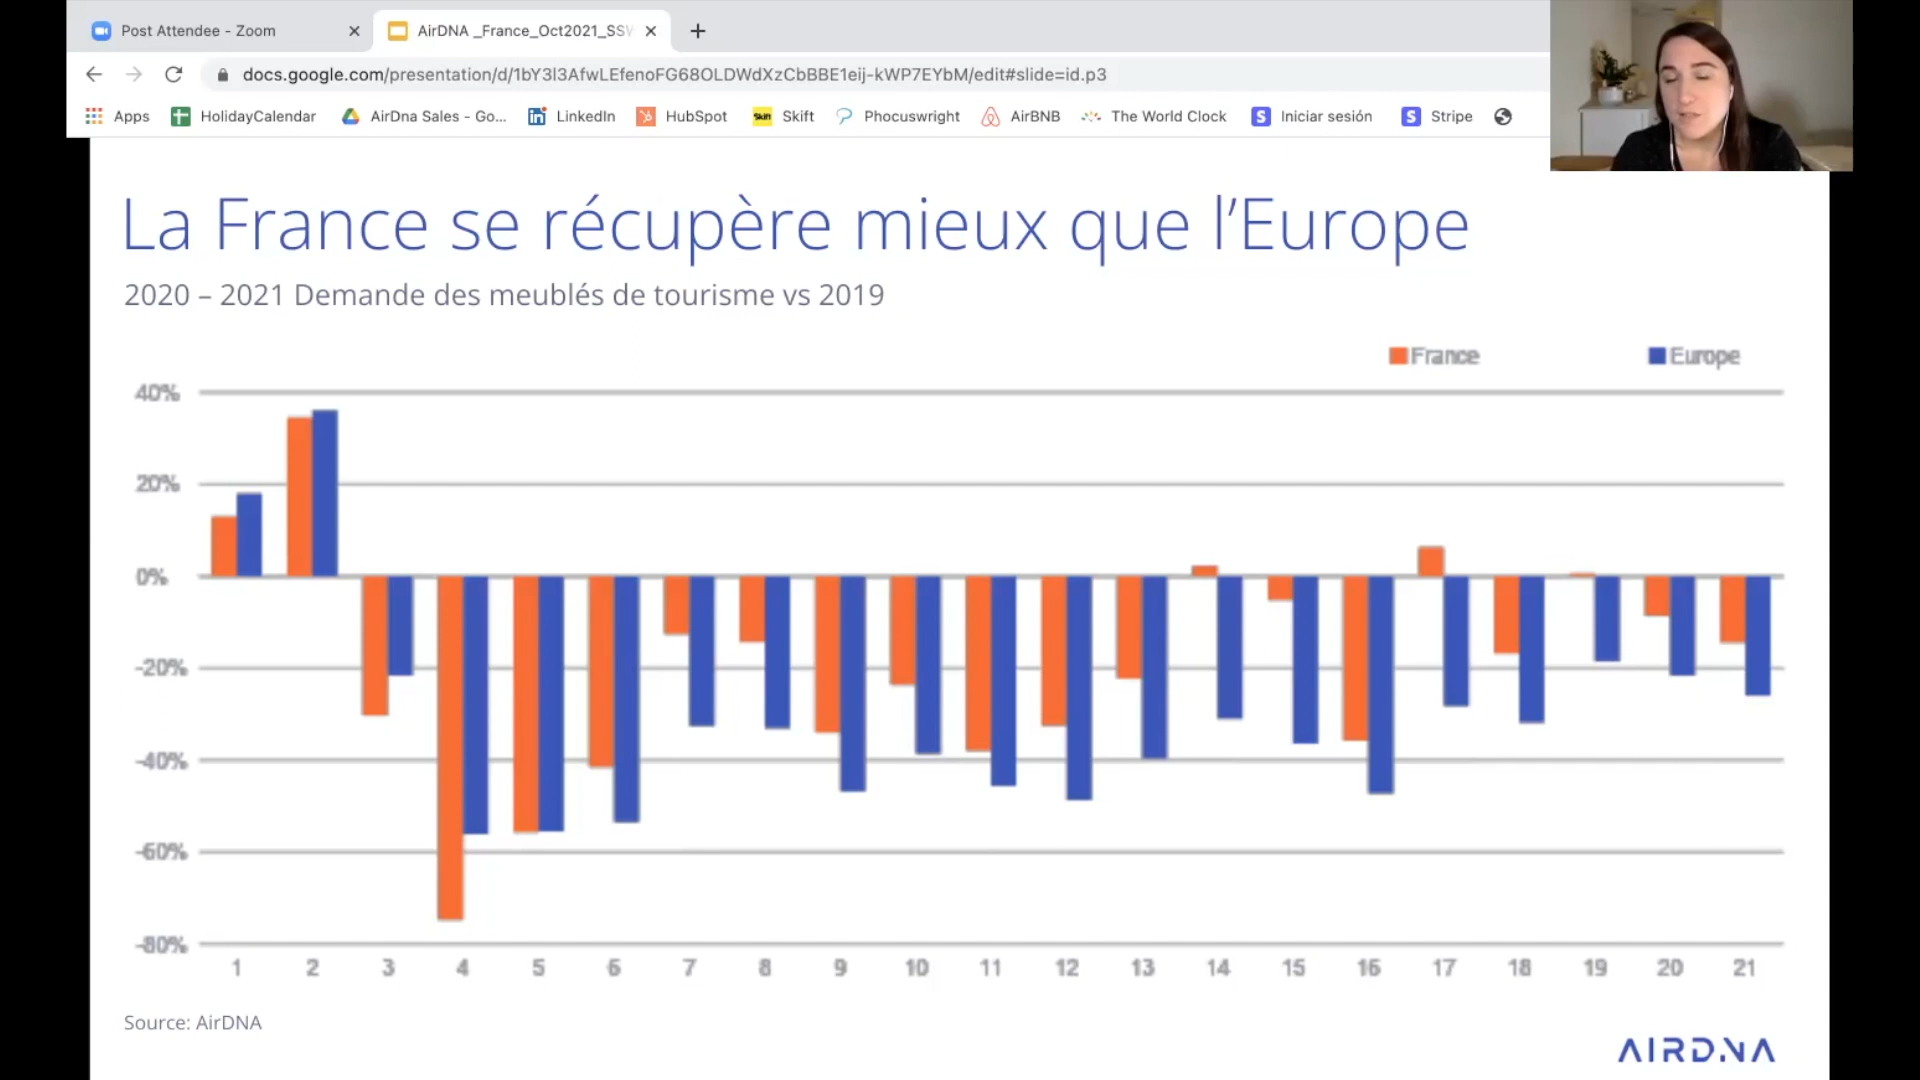 Post Attendee - Zoom
AirDNA _France_Oct2021_SSW
docs.google.com/presentation/d/1bY3l3AfwLEfenoFG68OLDWdXzCbBBE1eij-kWP7EYbM/edit#slide=id.p3
Apps HolidayCalendar AirDna Sales - Go... LinkedIn HubSpot Skift Phocuswright AirBNB The World Clock Iniciar sesión Stripe
La France se récupère mieux que l’Europe
2020 – 2021 Demande des meublés de tourisme vs 2019
France Europe
40%
20%
0%
-20%
-40%
-60%
-80%
1 2 3 4 5 6 7 8 9 10 11 12 13 14 15 16 17 18 19 20 21
Source: AirDNA
AIRDNA